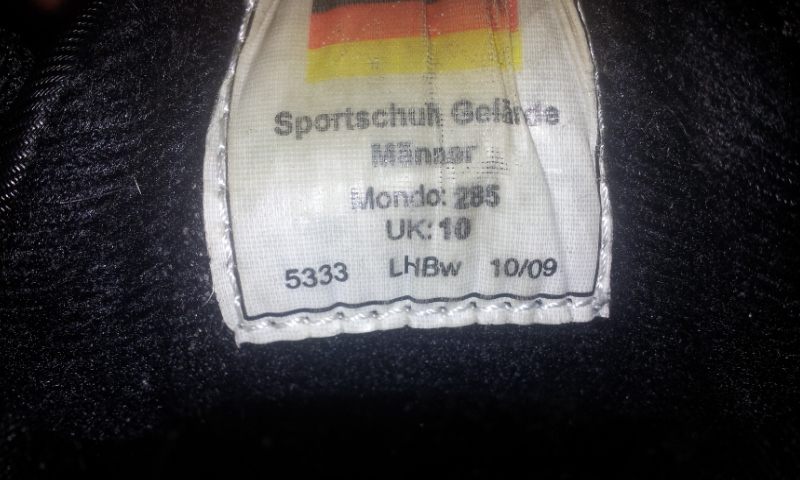 Sportschuh Gelände
Männer
Mondo: 285
UK: 10
5333 LHBw 10/09